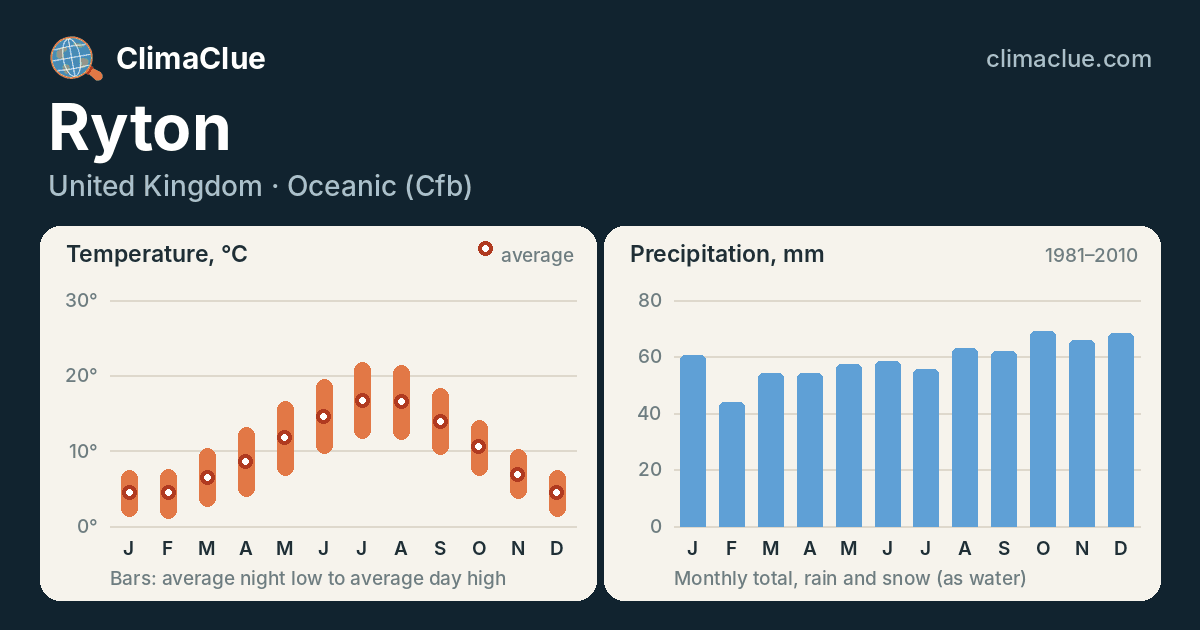 ClimaClue
climaclue.com
Ryton
United Kingdom · Oceanic (Cfb)
Temperature, °C
average
30°
20°
10°
0°
J F M A M J J A S O N D
Bars: average night low to average day high
Precipitation, mm
1981–2010
80
60
40
20
0
J F M A M J J A S O N D
Monthly total, rain and snow (as water)